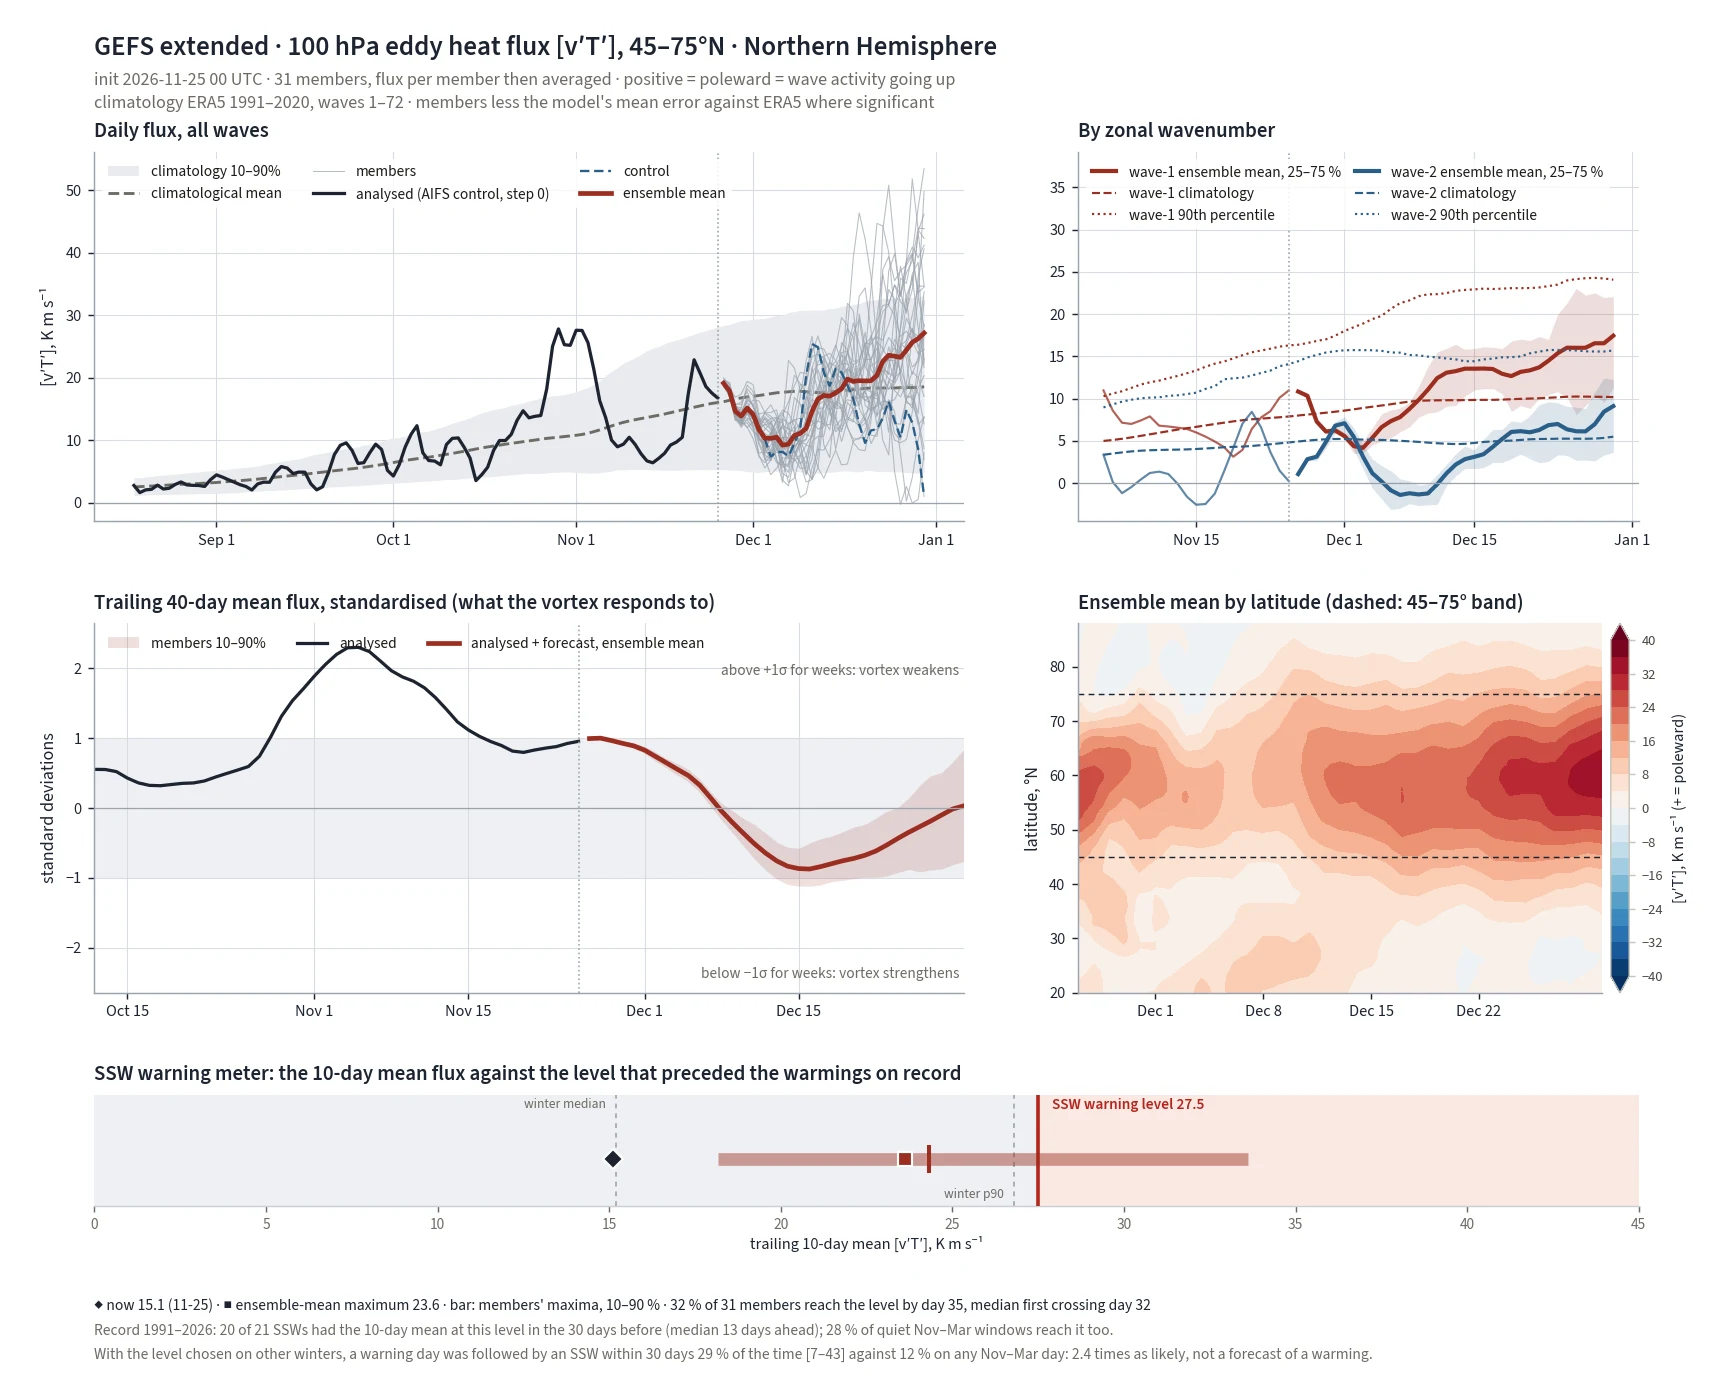 GEFS extended · 100 hPa eddy heat flux [v′T′], 45–75°N · Northern Hemisphere
init 2026-11-25 00 UTC · 31 members, flux per member then averaged · positive = poleward = wave activity going up
climatology ERA5 1991–2020, waves 1–72 · members less the model's mean error against ERA5 where significant
Daily flux, all waves
climatology 10–90%
members
control
climatological mean
analysed (AIFS control, step 0)
ensemble mean
[v′T′], K m s⁻¹
50
40
30
20
10
0
Sep 1
Oct 1
Nov 1
Dec 1
Jan 1
By zonal wavenumber
wave-1 ensemble mean, 25–75 %
wave-2 ensemble mean, 25–75 %
wave-1 climatology
wave-2 climatology
wave-1 90th percentile
wave-2 90th percentile
35
30
25
20
15
10
5
0
Nov 15
Dec 1
Dec 15
Jan 1
Trailing 40-day mean flux, standardised (what the vortex responds to)
members 10–90%
analysed
analysed + forecast, ensemble mean
above +1σ for weeks: vortex weakens
below −1σ for weeks: vortex strengthens
standard deviations
2
1
0
−1
−2
Oct 15
Nov 1
Nov 15
Dec 1
Dec 15
Ensemble mean by latitude (dashed: 45–75° band)
latitude, °N
80
70
60
50
40
30
20
Dec 1
Dec 8
Dec 15
Dec 22
40
32
24
16
8
0
−8
−16
−24
−32
−40
[v′T′], K m s⁻¹ (+ = poleward)
SSW warning meter: the 10-day mean flux against the level that preceded the warmings on record
winter median
SSW warning level 27.5
winter p90
0
5
10
15
20
25
30
35
40
45
trailing 10-day mean [v′T′], K m s⁻¹
◆ now 15.1 (11-25) · ■ ensemble-mean maximum 23.6 · bar: members' maxima, 10–90 % · 32 % of 31 members reach the level by day 35, median first crossing day 32
Record 1991–2026: 20 of 21 SSWs had the 10-day mean at this level in the 30 days before (median 13 days ahead); 28 % of quiet Nov–Mar windows reach it too.
With the level chosen on other winters, a warning day was followed by an SSW within 30 days 29 % of the time [7–43] against 12 % on any Nov–Mar day: 2.4 times as likely, not a forecast of a warming.